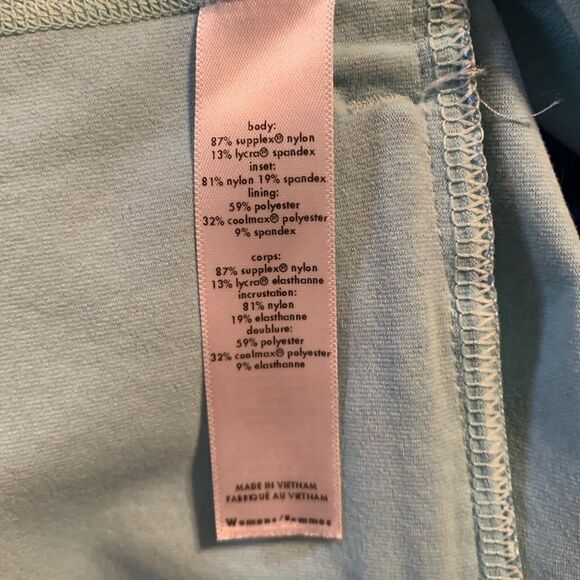 body:
87% supplex® nylon
13% lycra® spandex
inset:
81% nylon 19% spandex
lining:
59% polyester
32% coolmax® polyester
9% spandex
corps:
87% supplex® nylon
13% lycra® elasthanne
incrustation:
81% nylon
19% elasthanne
doublure:
59% polyester
32% coolmax® polyester
9% elasthanne
MADE IN VIETNAM
FABRIQUÉ AU VIETNAM
Womens/Femmes